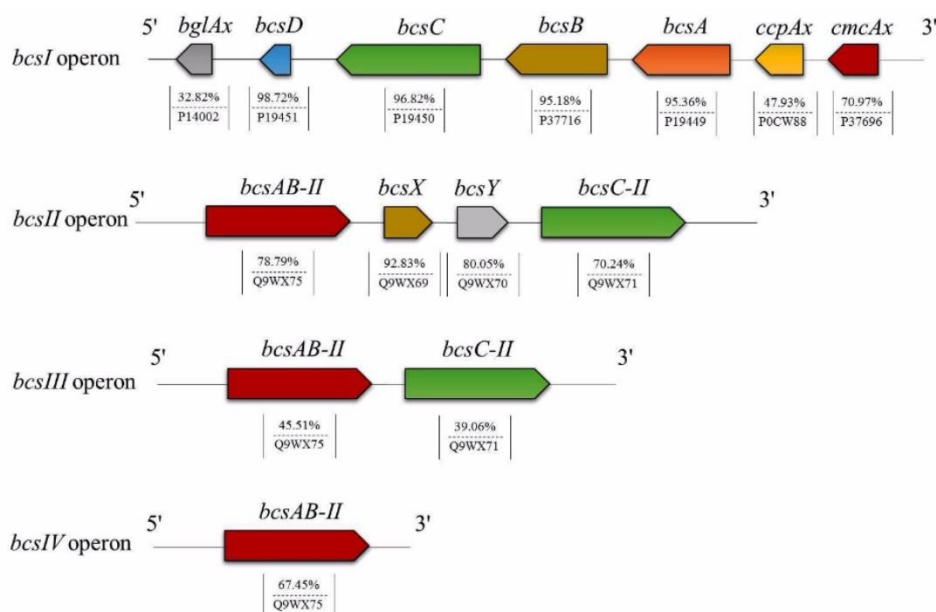 5' bglAx bcsD bcsC bcsB bcsA ccpAx cmcAx 3'
bcsI operon
32.82% 98.72% 96.82% 95.18% 95.36% 47.93% 70.97%
P14002 P19451 P19450 P37716 P19449 P0CW88 P37696
5' bcsAB-II bcsX bcsY bcsC-II 3'
bcsII operon
78.79% 92.83% 80.05% 70.24%
Q9WX75 Q9WX69 Q9WX70 Q9WX71
5' bcsAB-II bcsC-II 3'
bcsIII operon
45.51% 39.06%
Q9WX75 Q9WX71
5' bcsAB-II 3'
bcsIV operon
67.45%
Q9WX75